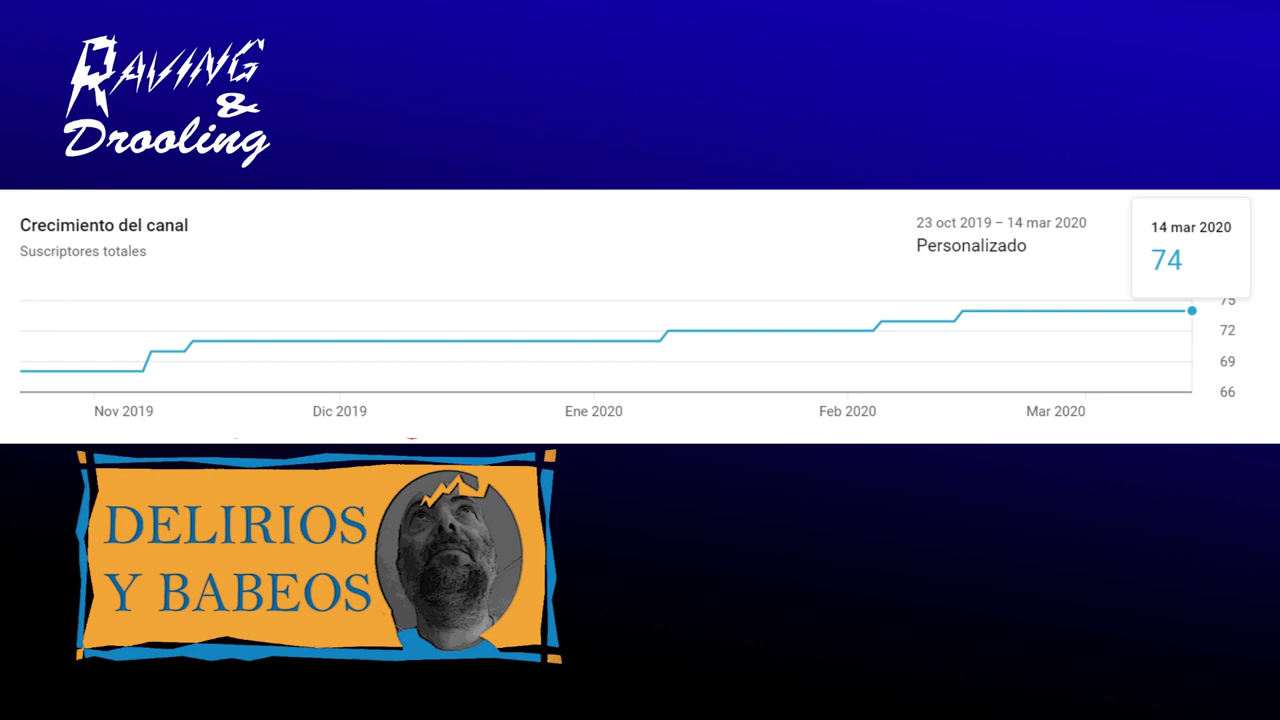 RAVING
&
Drooling
Crecimiento del canal
Suscriptores totales
23 oct 2019 – 14 mar 2020
Personalizado
14 mar 2020
74
75
72
69
66
Nov 2019
Dic 2019
Ene 2020
Feb 2020
Mar 2020
DELIRIOS
Y BABEOS